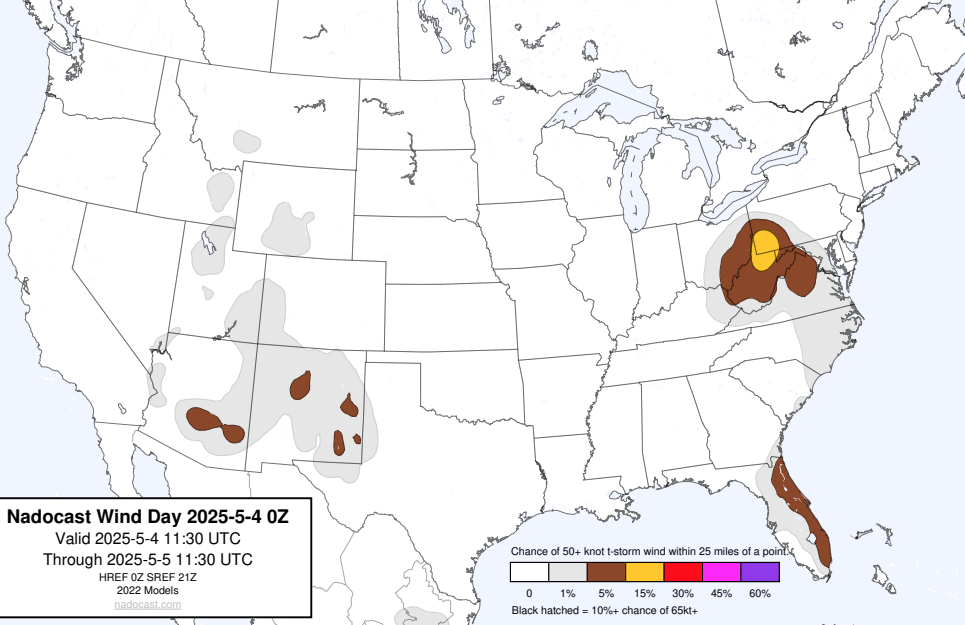 Nadocast Wind Day 2025-5-4 0Z
Valid 2025-5-4 11:30 UTC
Through 2025-5-5 11:30 UTC
HREF 0Z SREF 21Z
2022 Models
nadocast.com
Chance of 50+ knot t-storm wind within 25 miles of a point.
0 1% 5% 15% 30% 45% 60%
Black hatched = 10%+ chance of 65kt+